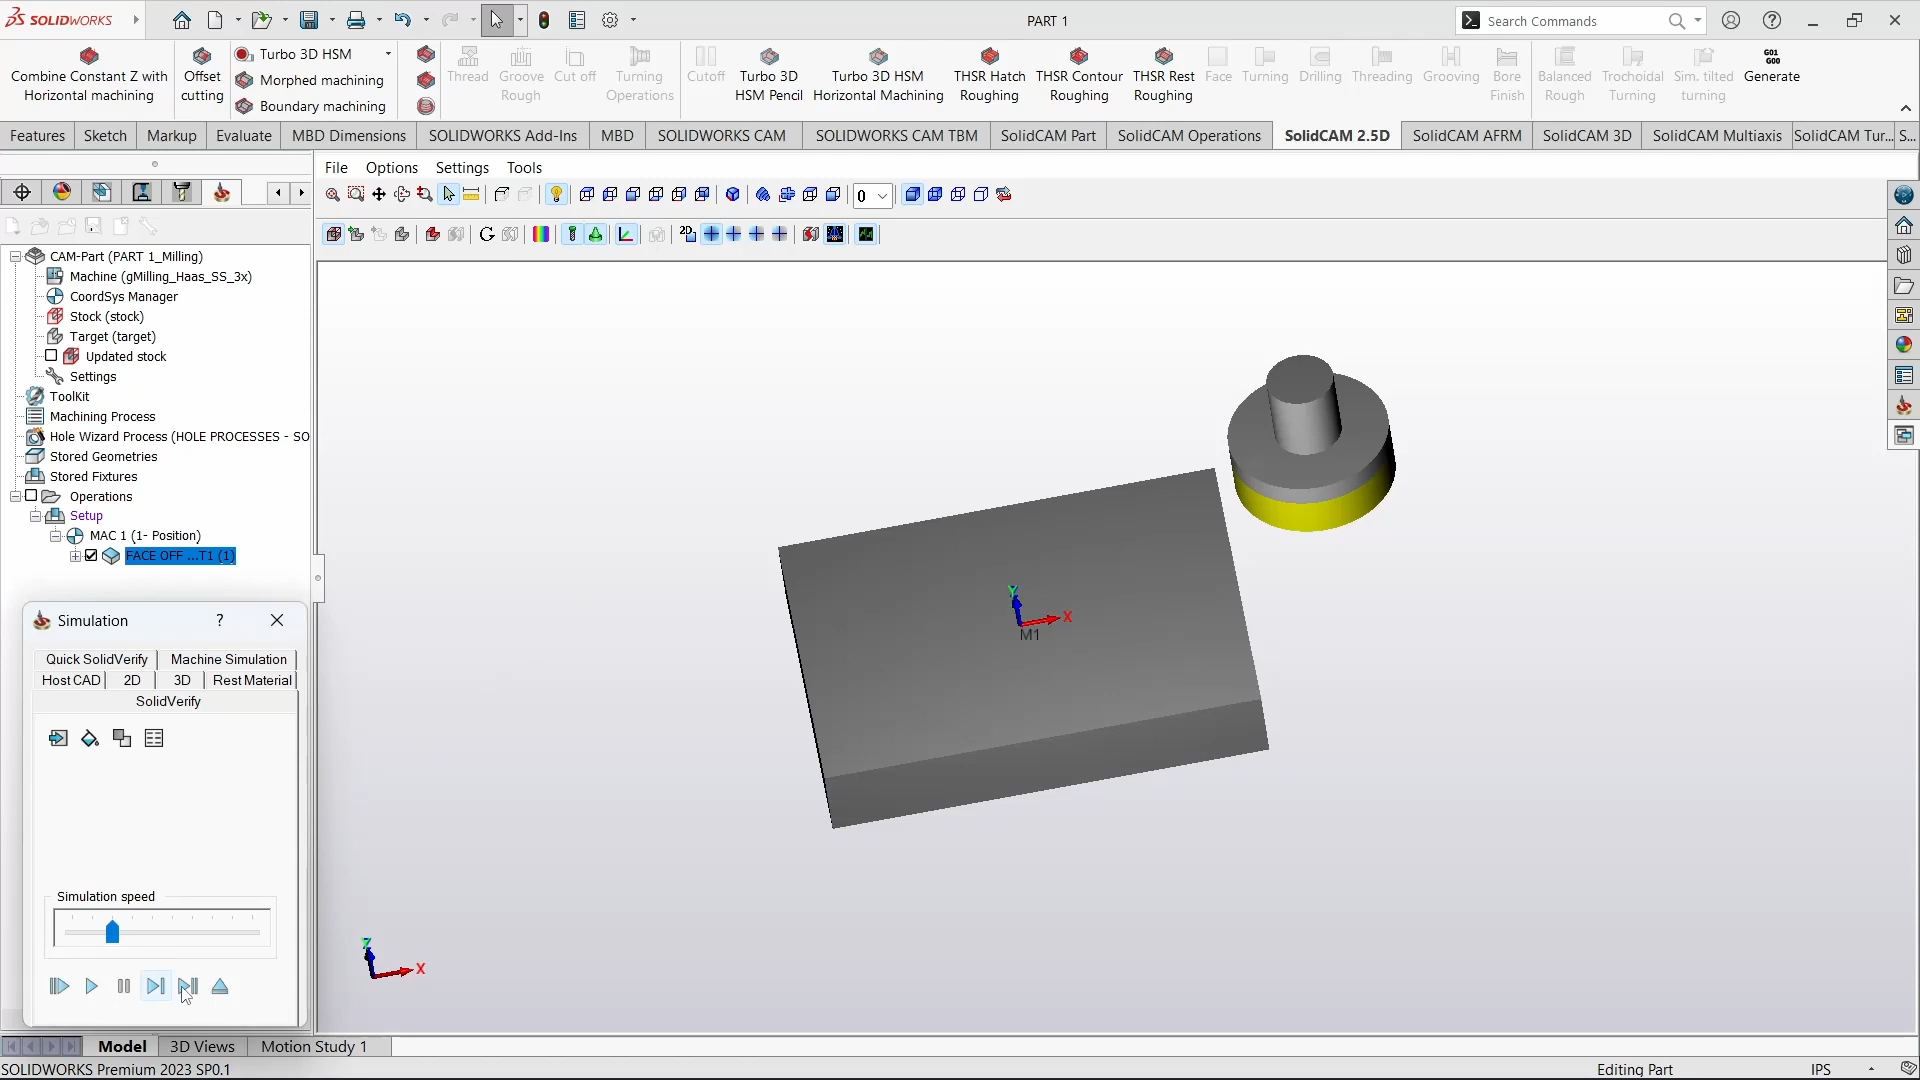 SOLIDWORKS
PART 1
Search Commands
Combine Constant Z with
Horizontal machining
Offset
cutting
Turbo 3D HSM
Morphed machining
Boundary machining
Thread
Groove
Rough
Cut off
Turning
Operations
Cutoff
Turbo 3D
HSM Pencil
Turbo 3D HSM
Horizontal Machining
THSR Hatch
Roughing
THSR Contour
Roughing
THSR Rest
Roughing
Face
Turning
Drilling
Threading
Grooving
Bore
Finish
Balanced
Rough
Trochoidal
Turning
Sim. tilted
turning
G01
G00
Generate
Features
Sketch
Markup
Evaluate
MBD Dimensions
SOLIDWORKS Add-Ins
MBD
SOLIDWORKS CAM
SOLIDWORKS CAM TBM
SolidCAM Part
SolidCAM Operations
SolidCAM 2.5D
SolidCAM AFRM
SolidCAM 3D
SolidCAM Multiaxis
SolidCAM Tur...
S...
File
Options
Settings
Tools
0
2D
CAM-Part (PART 1_Milling)
Machine (gMilling_Haas_SS_3x)
CoordSys Manager
Stock (stock)
Target (target)
Updated stock
Settings
ToolKit
Machining Process
Hole Wizard Process (HOLE PROCESSES - SO
Stored Geometries
Stored Fixtures
Operations
Setup
MAC 1 (1- Position)
FACE OFF ...T1 (1)
Simulation
?
Quick SolidVerify
Machine Simulation
Host CAD
2D
3D
Rest Material
SolidVerify
Simulation speed
X
M1
X
Model
3D Views
Motion Study 1
SOLIDWORKS Premium 2023 SP0.1
Editing Part
IPS